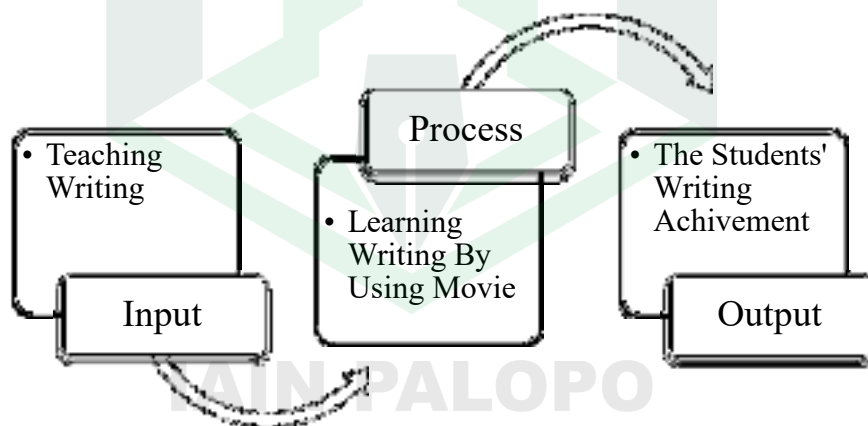 • Teaching
Writing
Input
Process
• Learning
Writing By
Using Movie
• The Students'
Writing
Achivement
Output
IAIN PALOPO